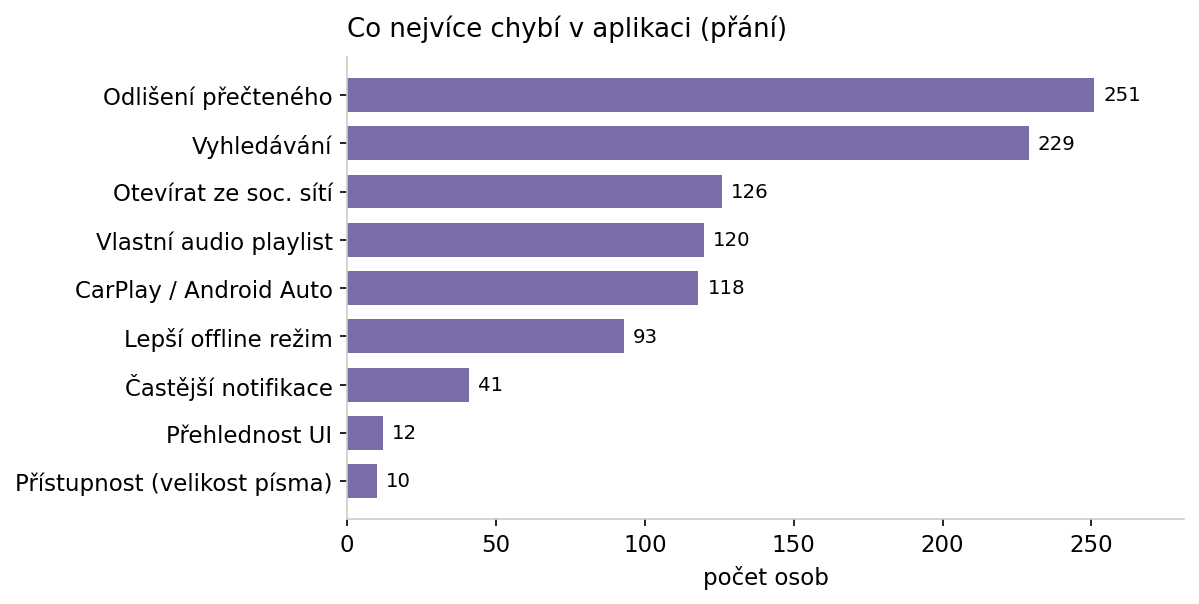 Co nejvíce chybí v aplikaci (přání)
Odlišení přečteného 251
Vyhledávání 229
Otevírat ze soc. sítí 126
Vlastní audio playlist 120
CarPlay / Android Auto 118
Lepší offline režim 93
Častější notifikace 41
Přehlednost UI 12
Přístupnost (velikost písma) 10
0 50 100 150 200 250
počet osob